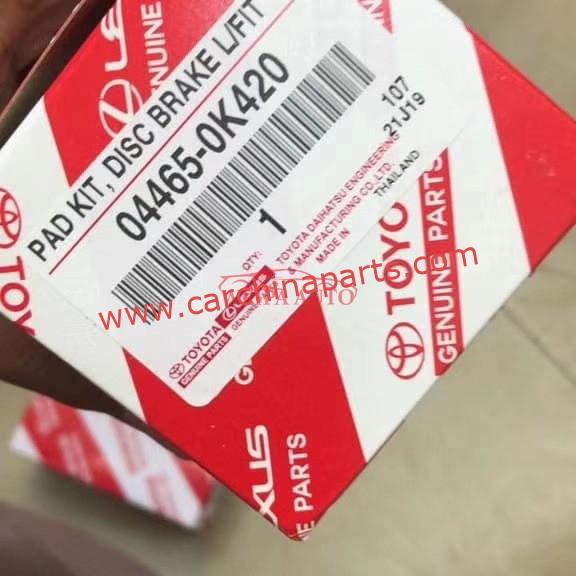 PAD KIT, DISC BRAKE L/FIT
04465-0K420
QTY: 1
107
21J19
TOYOTA DAIHATSU ENGINEERING
& MANUFACTURING CO.,LTD.
MADE IN THAILAND
TOYOTA
GENUINE PARTS
GENUINE
www.carchinaparts.com
TOYOTA
GENUINE PARTS
XUS
E PARTS